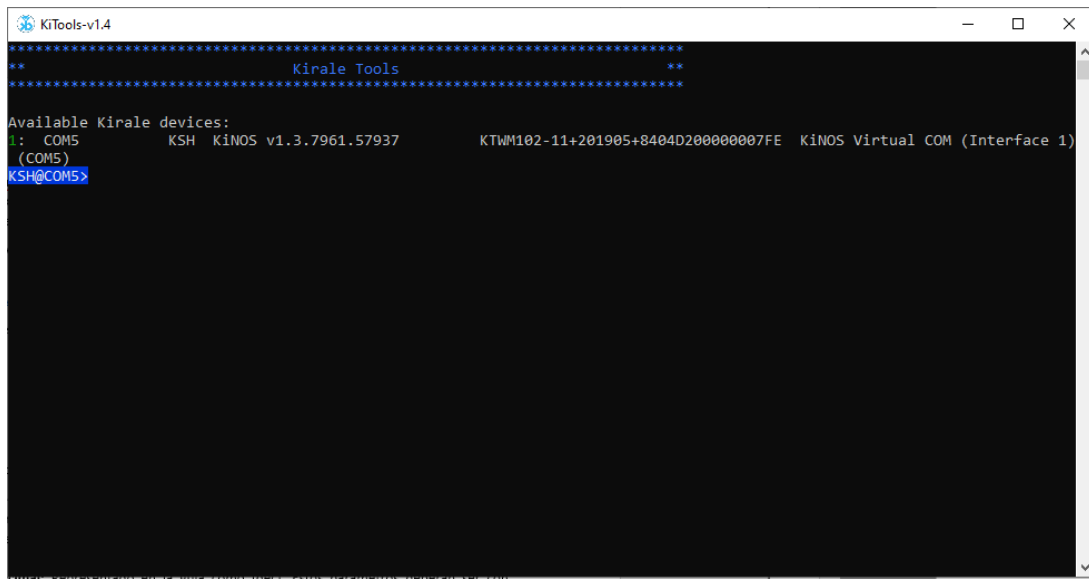 KiTools-v1.4
****************************************************************************
** Kirale Tools **
****************************************************************************
Available Kirale devices:
1: COM5 KSH KiNOS v1.3.7961.57937 KTWM102-11+201905+8404D200000007FE KiNOS Virtual COM (Interface 1)
(COM5)
KSH@COM5>